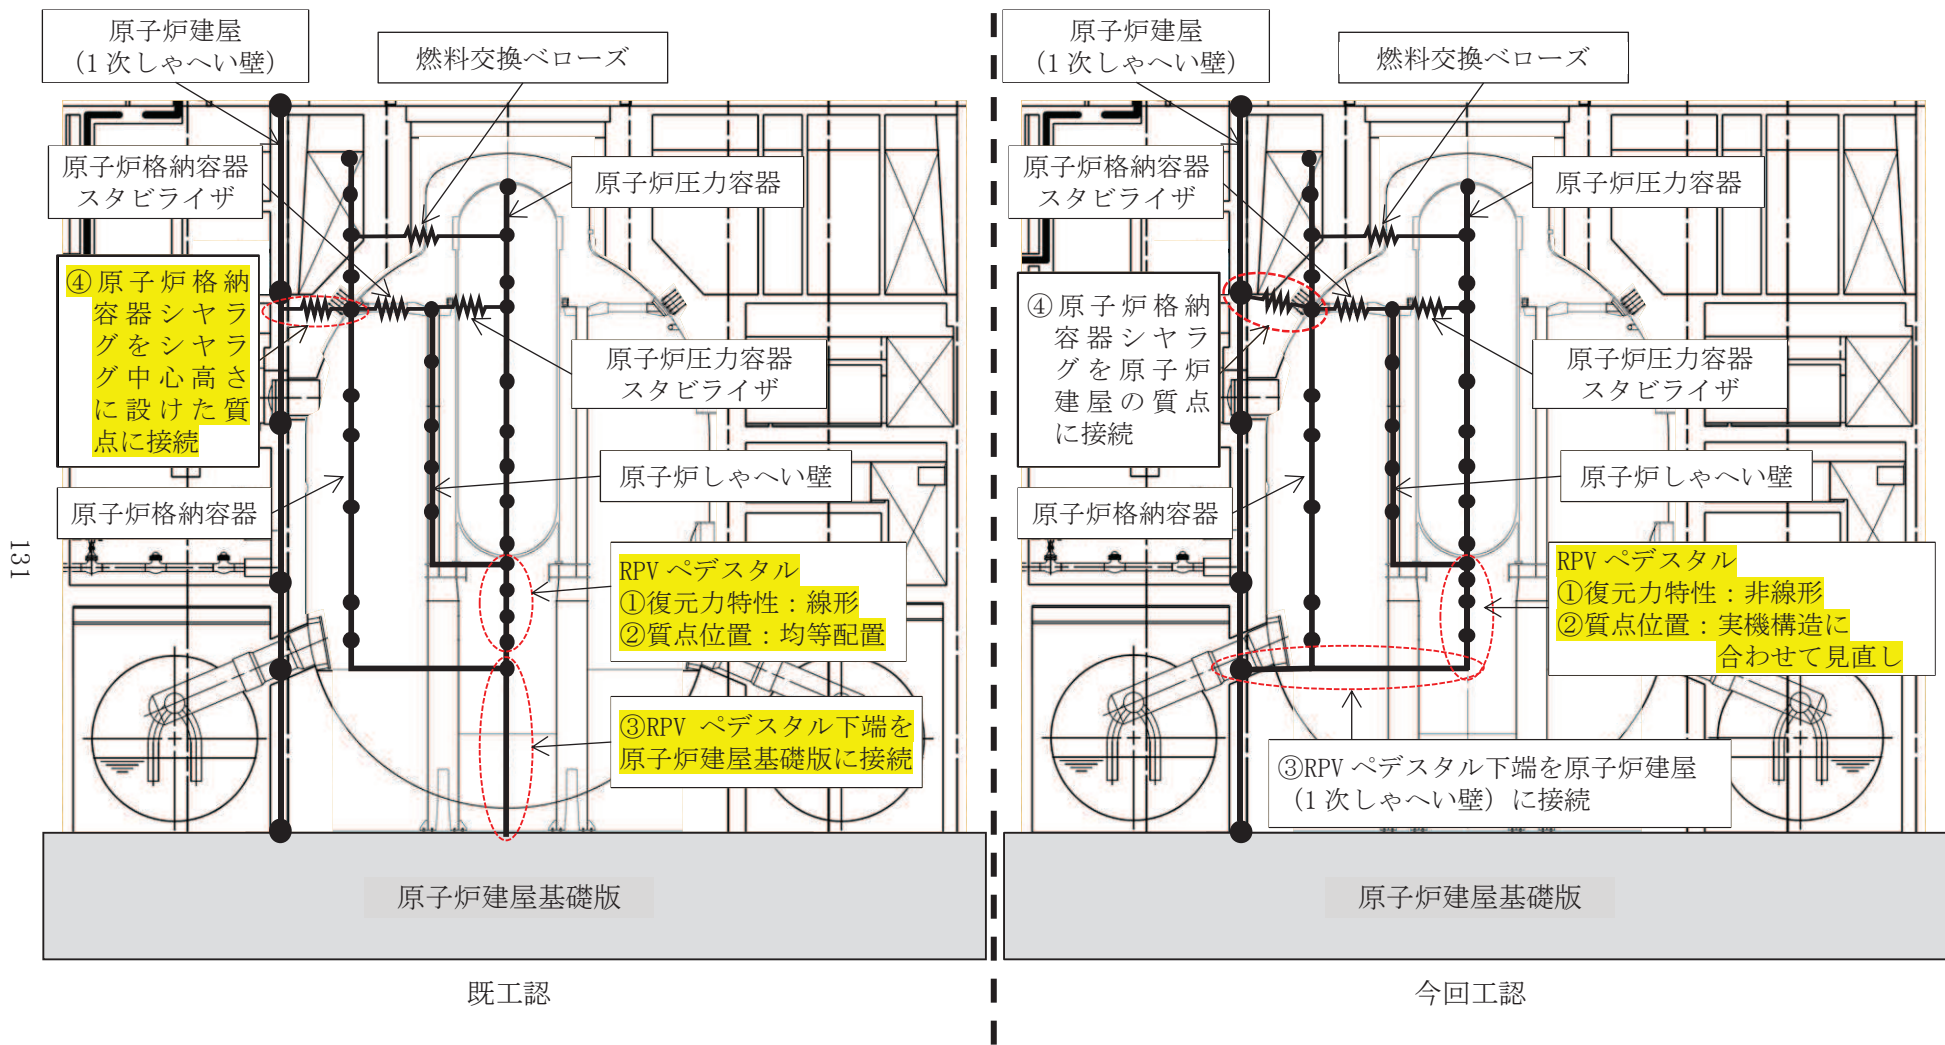 原子炉建屋
（1次しゃへい壁）
燃料交換ベローズ
原子炉格納容器
スタビライザ
原子炉圧力容器
④原子炉格納
容器シヤラ
グをシヤラ
グ中心高さ
に設けた質
点に接続
原子炉圧力容器
スタビライザ
原子炉しゃへい壁
原子炉格納容器
RPV ペデスタル
①復元力特性：線形
②質点位置：均等配置
③RPV ペデスタル下端を
原子炉建屋基礎版に接続
原子炉建屋基礎版
既工認
原子炉建屋
（1次しゃへい壁）
燃料交換ベローズ
原子炉格納容器
スタビライザ
原子炉圧力容器
④原子炉格納
容器シヤラ
グを原子炉
建屋の質点
に接続
原子炉圧力容器
スタビライザ
原子炉しゃへい壁
原子炉格納容器
RPV ペデスタル
①復元力特性：非線形
②質点位置：実機構造に
合わせて見直し
③RPV ペデスタル下端を原子炉建屋
（1次しゃへい壁）に接続
原子炉建屋基礎版
今回工認
131